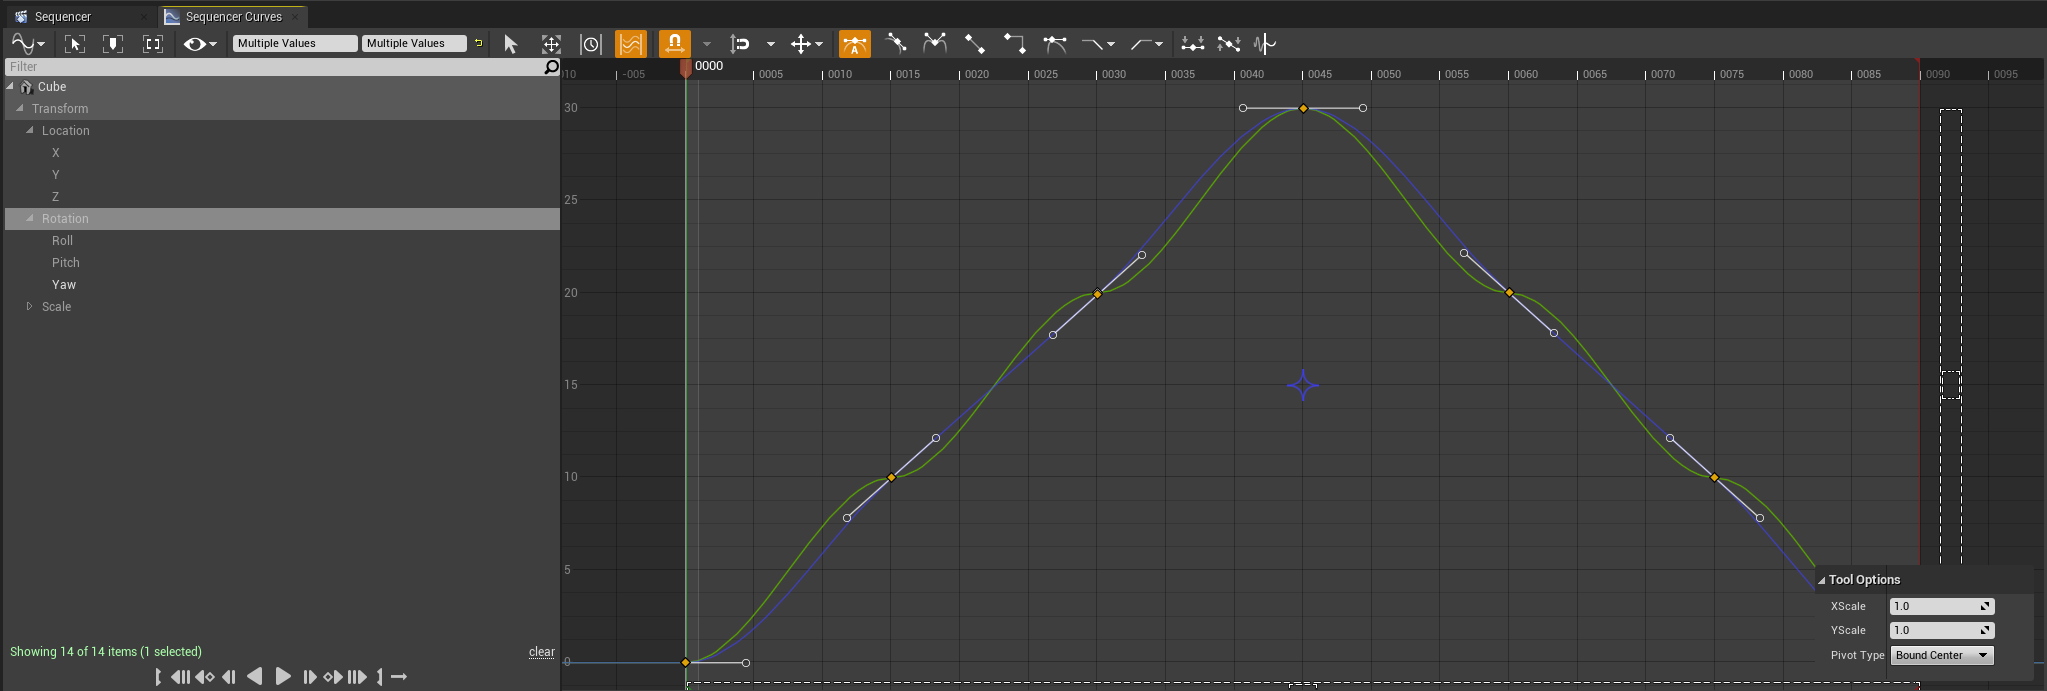 Sequencer
Sequencer Curves
Multiple Values
Multiple Values
Filter
Cube
Transform
Location
X
Y
Z
Rotation
Roll
Pitch
Yaw
Scale
Showing 14 of 14 items (1 selected)
clear
-005
0000
0005
0010
0015
0020
0025
0030
0035
0040
0045
0050
0055
0060
0065
0070
0075
0080
0085
0090
0095
30
25
20
15
10
5
0
Tool Options
XScale 1.0
YScale 1.0
Pivot Type Bound Center